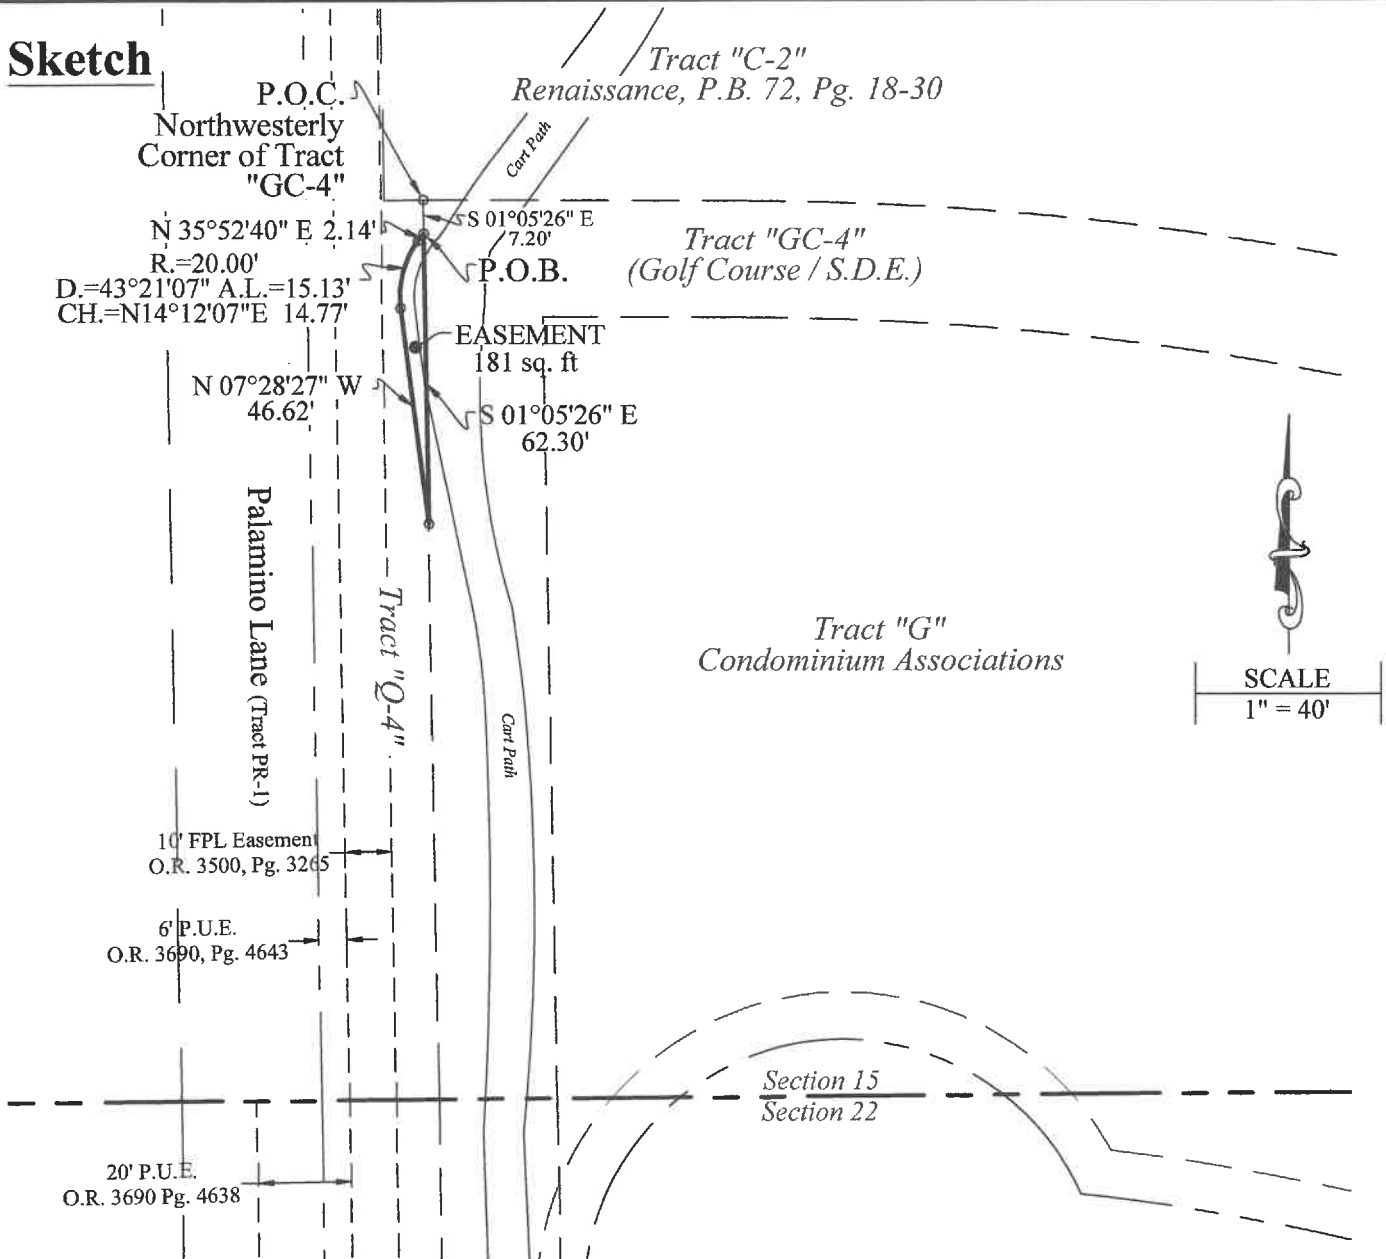 Sketch
Tract "C-2"
Renaissance, P.B. 72, Pg. 18-30
P.O.C.
Northwesterly
Corner of Tract
"GC-4"
Cart Path
N 35°52'40" E 2.14'
S 01°05'26" E
7.20'
R.=20.00'
D.=43°21'07" A.L.=15.13'
CH.=N14°12'07"E 14.77'
P.O.B.
Tract "GC-4"
(Golf Course / S.D.E.)
EASEMENT
181 sq. ft
N 07°28'27" W
46.62'
S 01°05'26" E
62.30'
Palamino Lane (Tract PR-1)
Tract "Q-4"
Tract "G"
Condominium Associations
SCALE
1" = 40'
Cart Path
10' FPL Easement
O.R. 3500, Pg. 3265
6' P.U.E.
O.R. 3690, Pg. 4643
Section 15
Section 22
20' P.U.E.
O.R. 3690 Pg. 4638